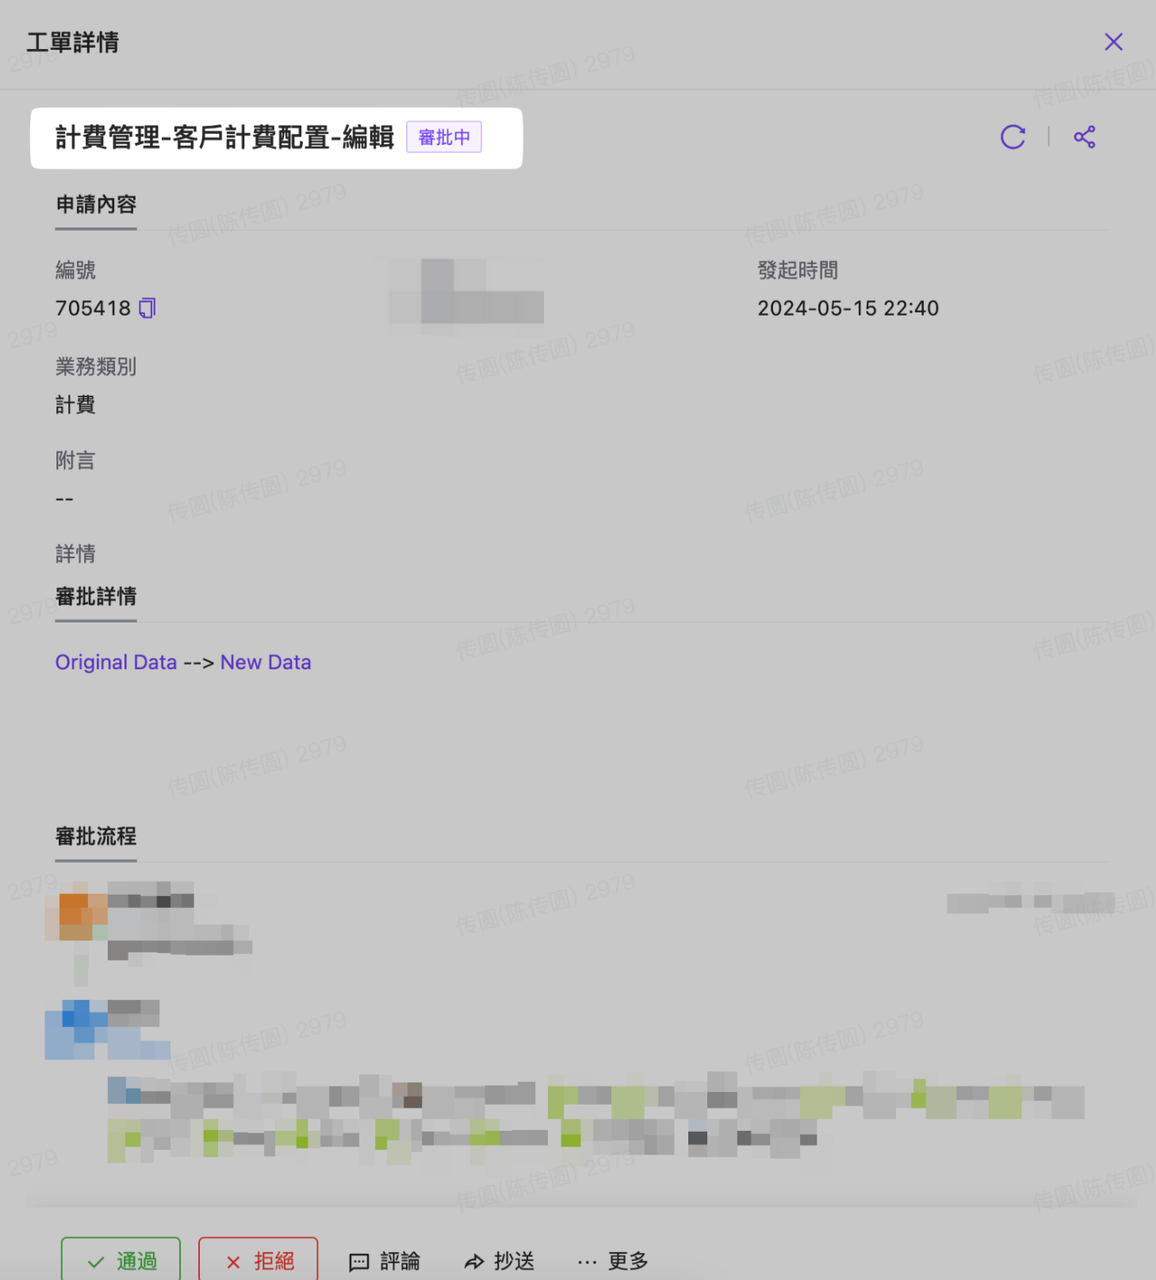 工單詳情
計費管理-客戶計費配置-編輯 審批中
申請內容
編號
發起時間
705418
2024-05-15 22:40
業務類別
計費
附言
--
詳情
審批詳情
Original Data --> New Data
審批流程
通過 拒絕 評論 抄送 ··· 更多
传圆(陈传圆) 2979